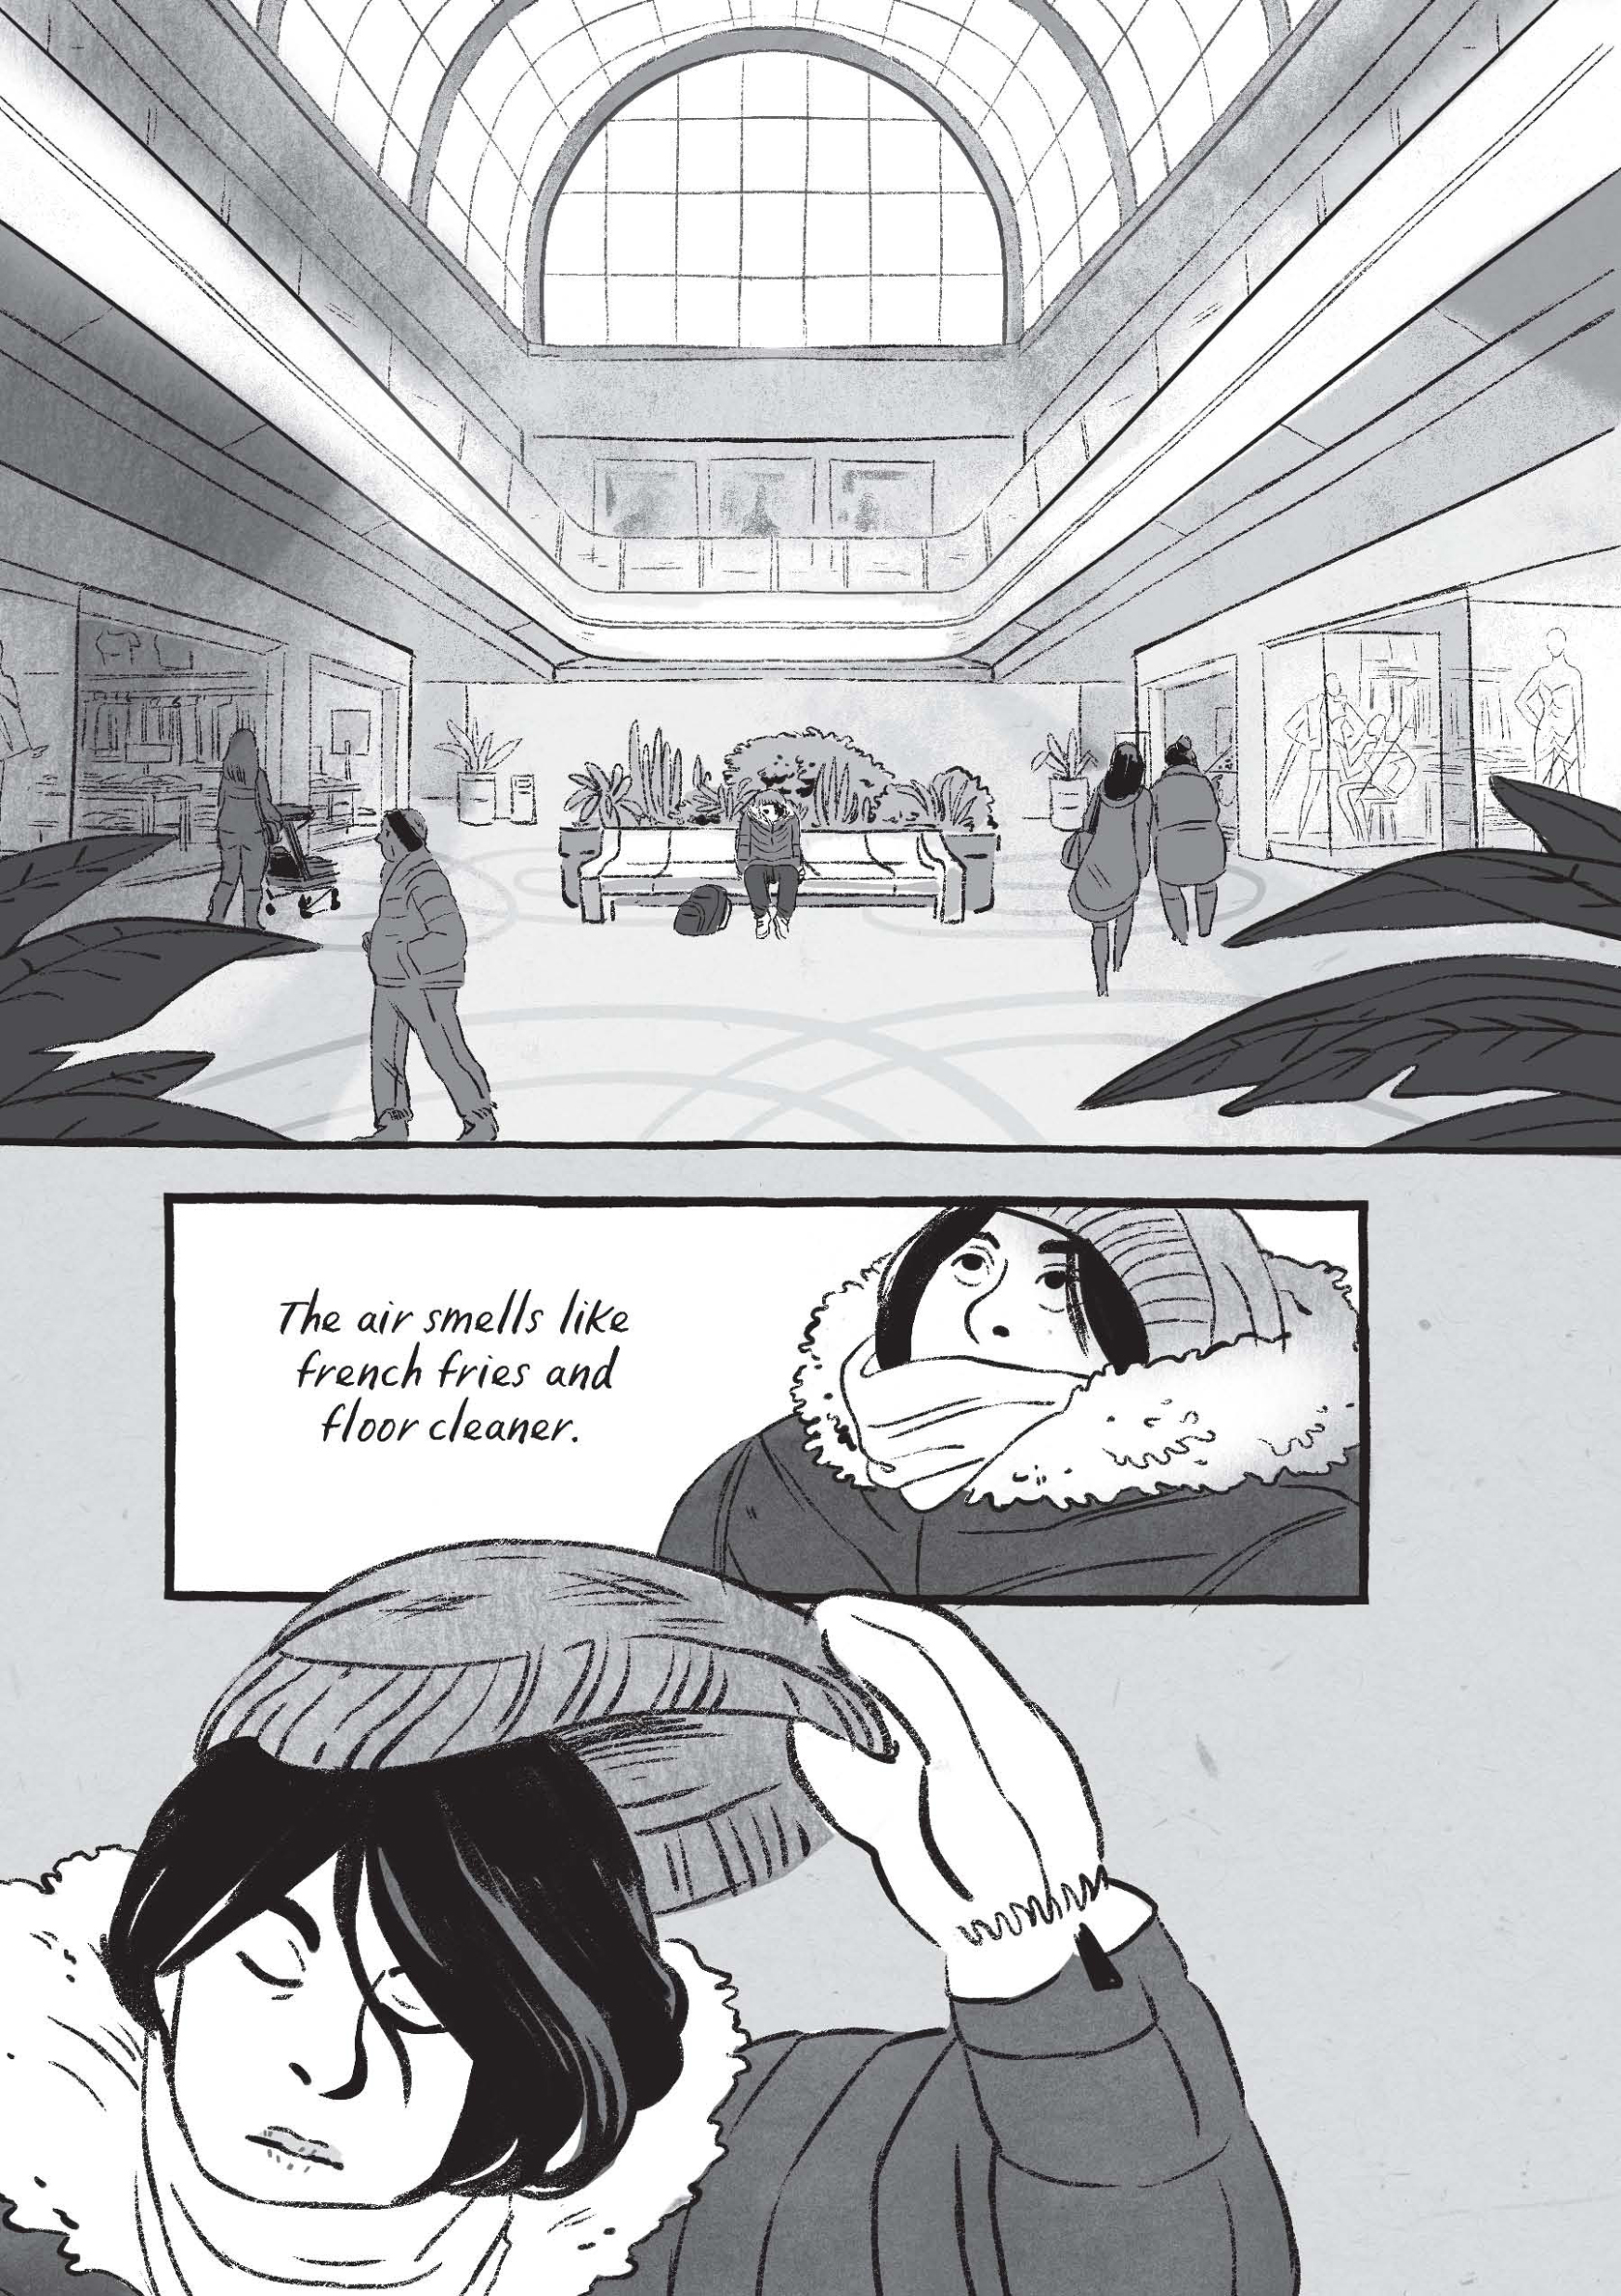 The air smells like
french fries and
floor cleaner.